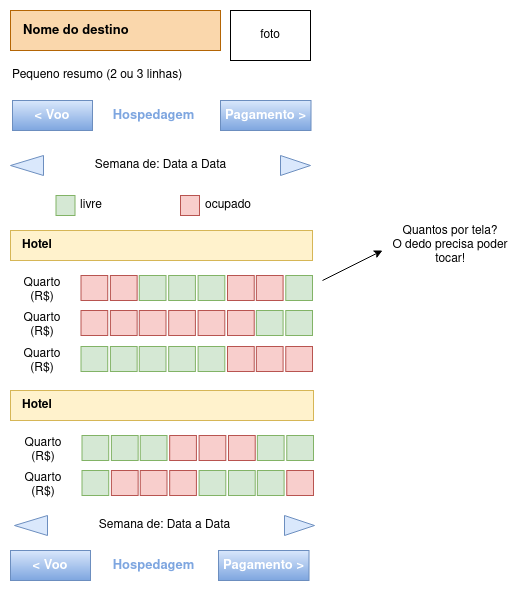 Nome do destino
foto
Pequeno resumo (2 ou 3 linhas)
< Voo
Hospedagem
Pagamento >
Semana de: Data a Data
livre
ocupado
Quantos por tela?
O dedo precisa poder
tocar!
Hotel
Quarto
(R$)
Quarto
(R$)
Quarto
(R$)
Hotel
Quarto
(R$)
Quarto
(R$)
Semana de: Data a Data
< Voo
Hospedagem
Pagamento >